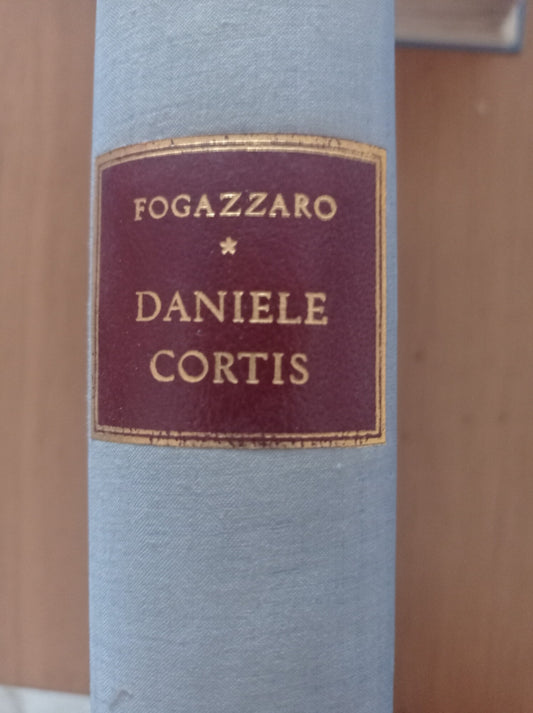 FOGAZZARO
*
DANIELE
CORTIS